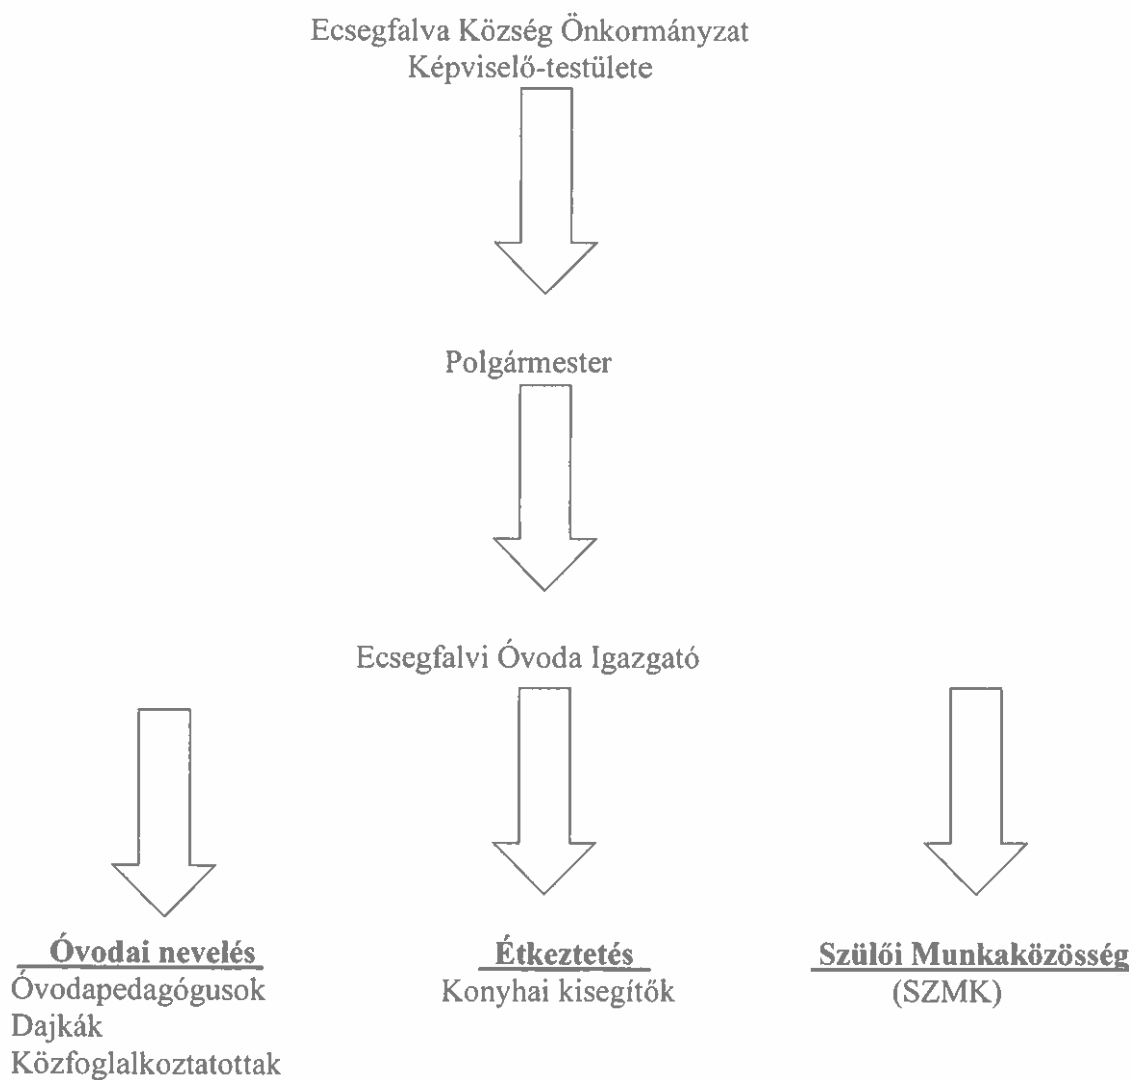 Ecsegfalva Község Önkormányzat
Képviselő-testülete
Polgármester
Ecsegfalvi Óvoda Igazgató
Óvodai nevelés
Óvodapedagógusok
Dajkák
Közfoglalkoztatottak
Étkeztetés
Konyhai kisegítők
Szülői Munkaközösség
(SZMK)